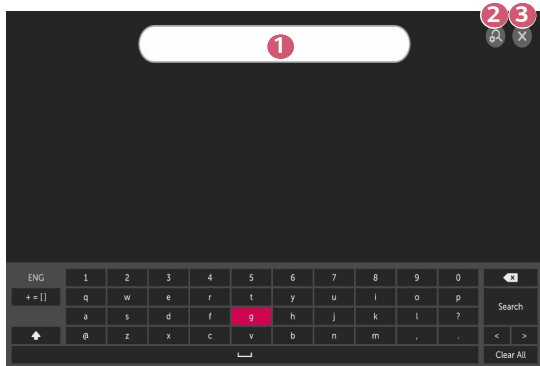 2 3
1
ENG 1 2 3 4 5 6 7 8 9 0
+ = [] q w e r t y u i o p
a s d f g h j k l ? Search
@ z x c v b n m , . < >
Clear All